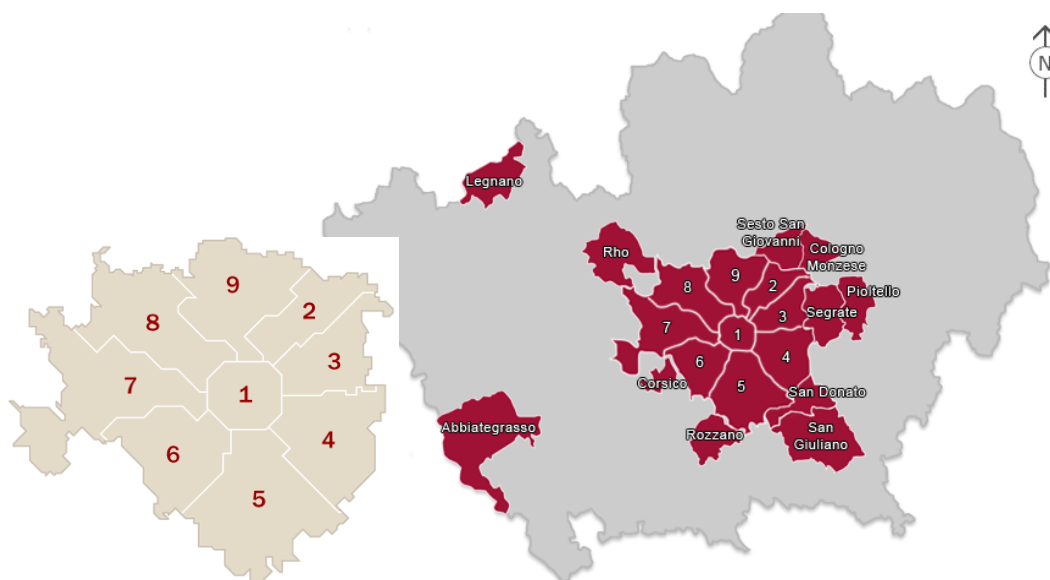 N
Legnano
Sesto San
Giovanni
Cologno
Monzese
Rho
9
8
2
Pioltello
Segrate
3
7
1
4
6
Corsico
5
San Donato
Abbiategrasso
Rozzano
San
Giuliano
9
2
8
3
7
1
4
6
5